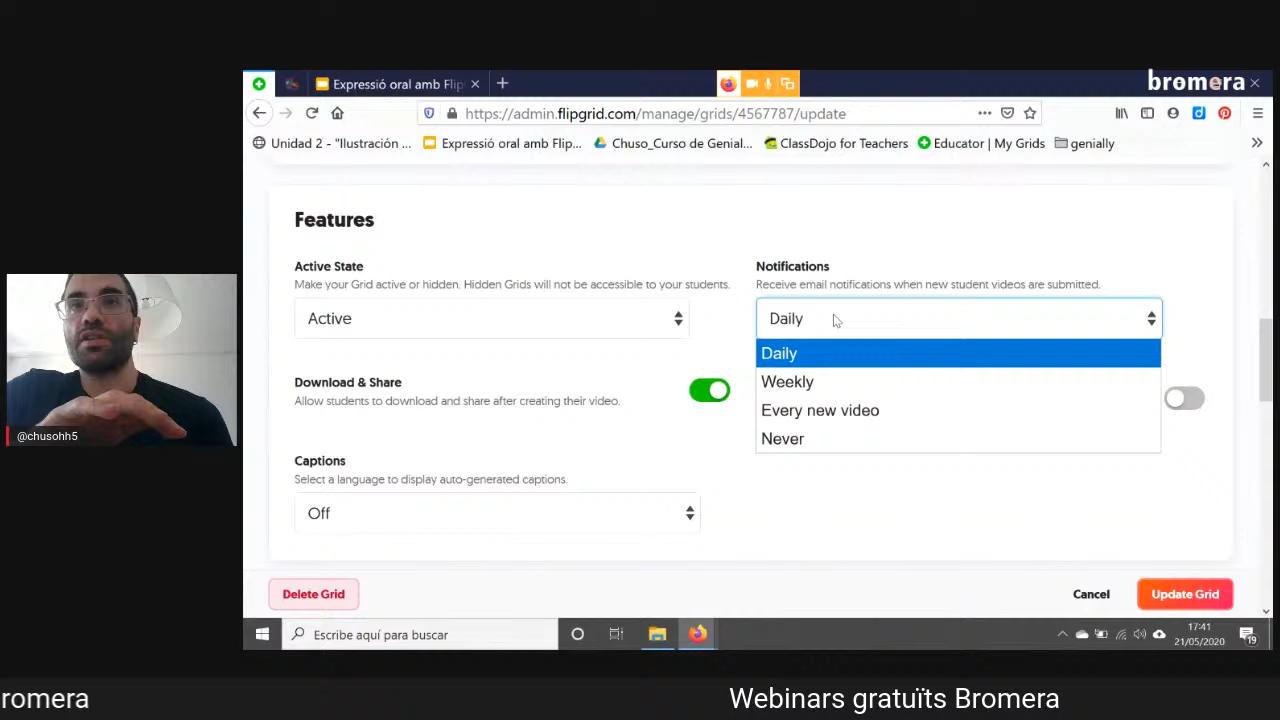 Expressió oral amb Flip
bromera
https://admin.flipgrid.com/manage/grids/4567787/update
Unidad 2 - "Ilustración ...
Expressió oral amb Flip...
Chuso_Curso de Genial...
ClassDojo for Teachers
Educator | My Grids
genially
Features
Active State
Make your Grid active or hidden. Hidden Grids will not be accessible to your students.
Active
Notifications
Receive email notifications when new student videos are submitted.
Daily
Daily
Weekly
Every new video
Never
Download & Share
Allow students to download and share after creating their video.
Captions
Select a language to display auto-generated captions.
Off
@chusohh5
Delete Grid
Cancel
Update Grid
Escribe aquí para buscar
17:41
21/05/2020
19
romera
Webinars gratuïts Bromera